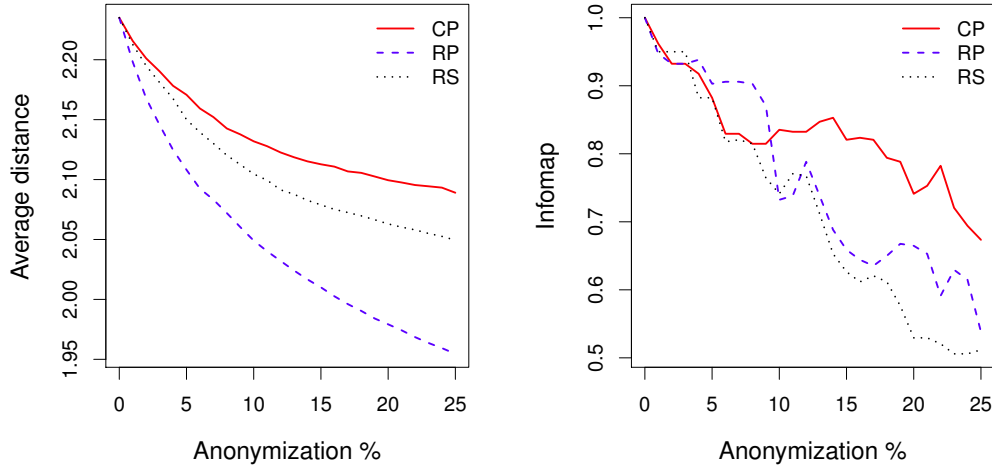 Average distance
2.20
2.15
2.10
2.05
2.00
1.95
CP
RP
RS
0 5 10 15 20 25
Anonymization %
Infomap
1.0
0.9
0.8
0.7
0.6
0.5
CP
RP
RS
0 5 10 15 20 25
Anonymization %